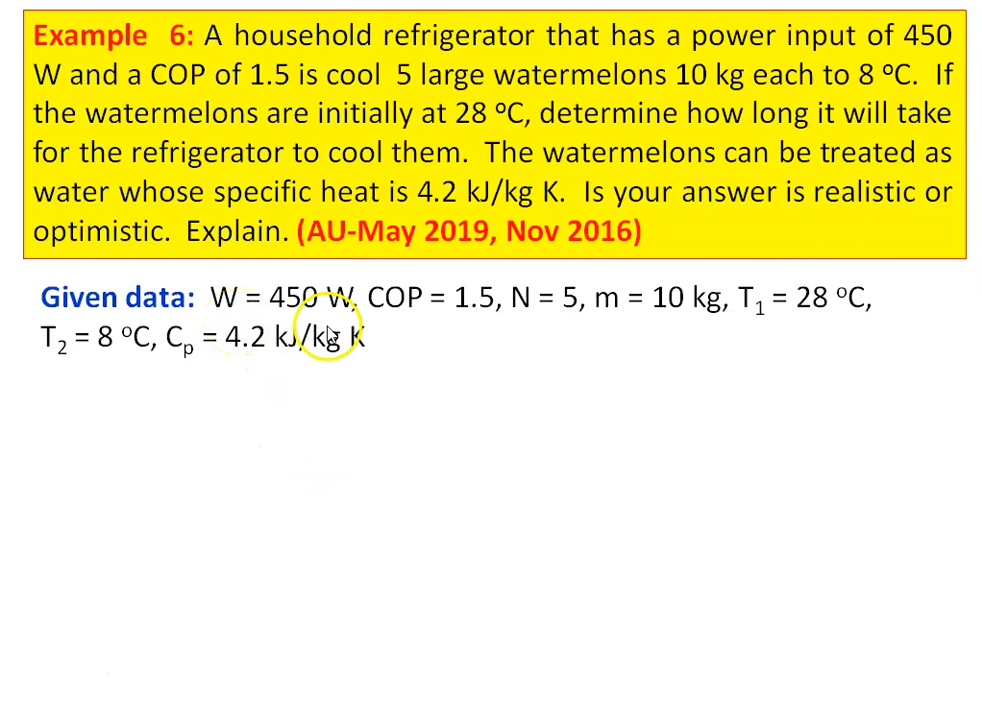 Example 6: A household refrigerator that has a power input of 450
W and a COP of 1.5 is cool 5 large watermelons 10 kg each to 8 ºC. If
the watermelons are initially at 28 ºC, determine how long it will take
for the refrigerator to cool them. The watermelons can be treated as
water whose specific heat is 4.2 kJ/kg K. Is your answer is realistic or
optimistic. Explain. (AU-May 2019, Nov 2016)
Given data: W = 450 W, COP = 1.5, N = 5, m = 10 kg, T₁ = 28 ºC,
T₂ = 8 ºC, Cₚ = 4.2 kJ/kg K